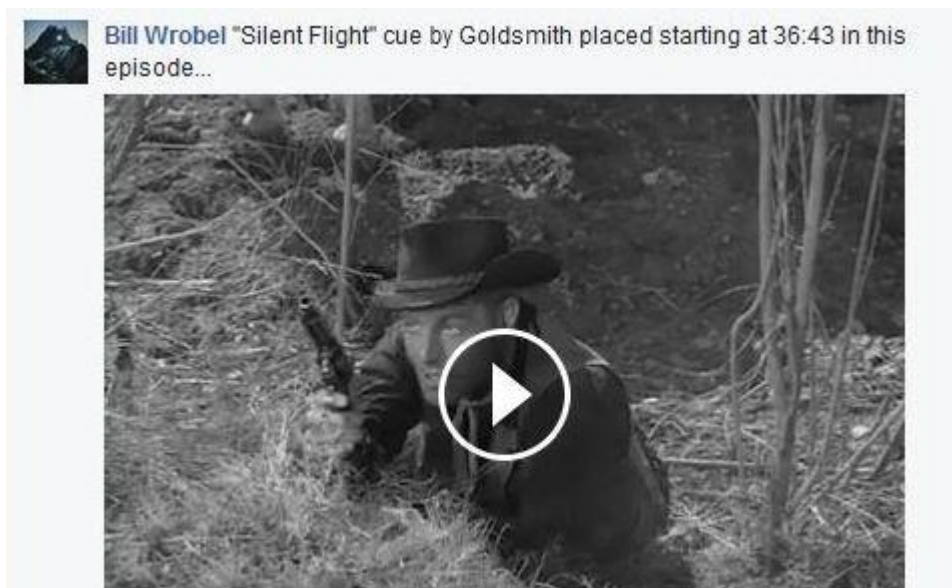 Bill Wrobel "Silent Flight" cue by Goldsmith placed starting at 36:43 in this
episode...